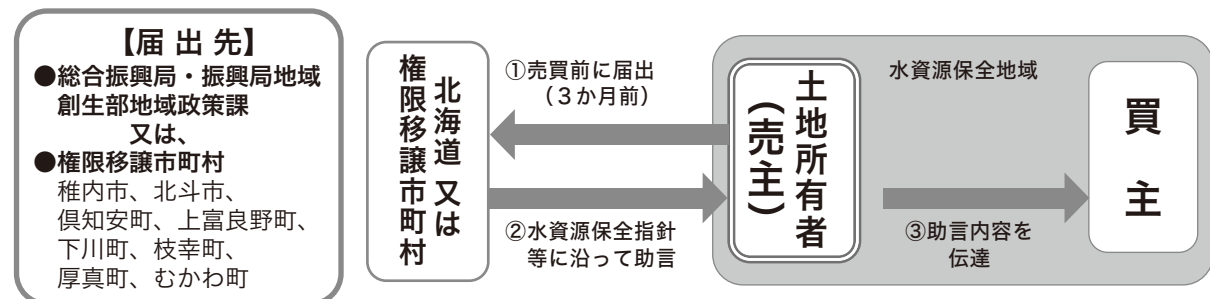 【届 出 先】
●総合振興局・振興局地域
創生部地域政策課
又は、
●権限移譲市町村
稚内市、北斗市、
倶知安町、上富良野町、
下川町、枝幸町、
厚真町、むかわ町
北海道 又は
権限移譲市町村
①売買前に届出
（３か月前）
②水資源保全指針
等に沿って助言
土地所有者
（売主）
水資源保全地域
③助言内容を
伝達
買 主